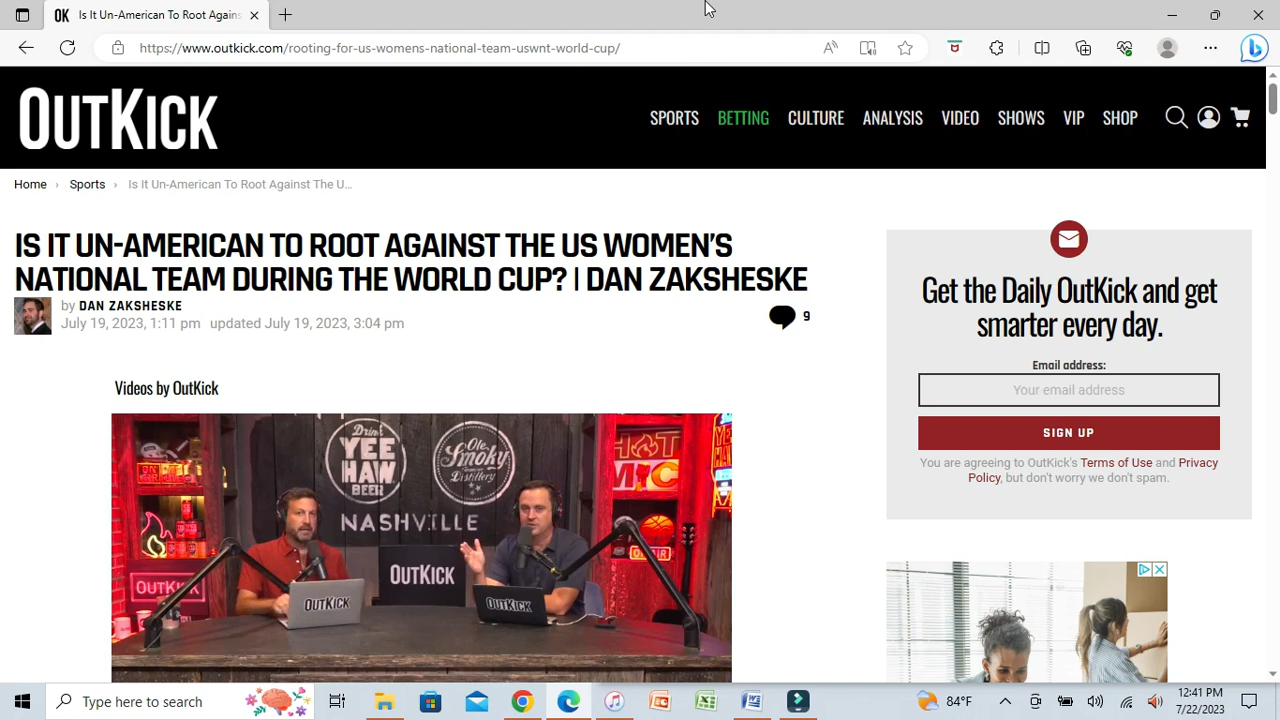 OK Is It Un-American To Root Agains
https://www.outkick.com/rooting-for-us-womens-national-team-uswnt-world-cup/
OUTKICK
SPORTS BETTING CULTURE ANALYSIS VIDEO SHOWS VIP SHOP
Home › Sports › Is It Un-American To Root Against The U...
IS IT UN-AMERICAN TO ROOT AGAINST THE US WOMEN'S
NATIONAL TEAM DURING THE WORLD CUP? | DAN ZAKSHESKE
by DAN ZAKSHESKE
July 19, 2023, 1:11 pm updated July 19, 2023, 3:04 pm
9
Videos by OutKick
Drink
YEE
HAW
BEER
Ole
Smoky
Distillery
NASHVILLE
HOT
MIC
ON AIR
OUTKICK
OUTKICK
OUTKICK
OUTKICK
Get the Daily OutKick and get
smarter every day.
Email address:
Your email address
SIGN UP
You are agreeing to OutKick's Terms of Use and Privacy
Policy, but don't worry we don't spam.
Type here to search
84°F
12:41 PM
7/22/2023